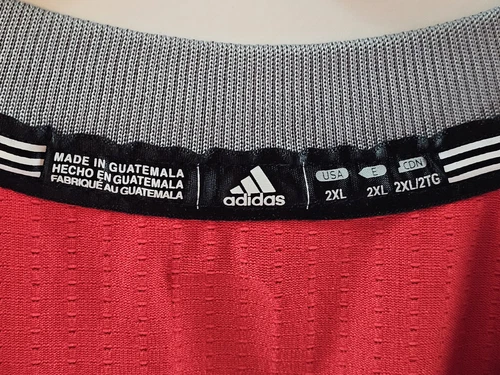 MADE IN GUATEMALA
HECHO EN GUATEMALA
FABRIQUÉ AU GUATEMALA
adidas
USA E CDN
2XL 2XL 2XL/2TG